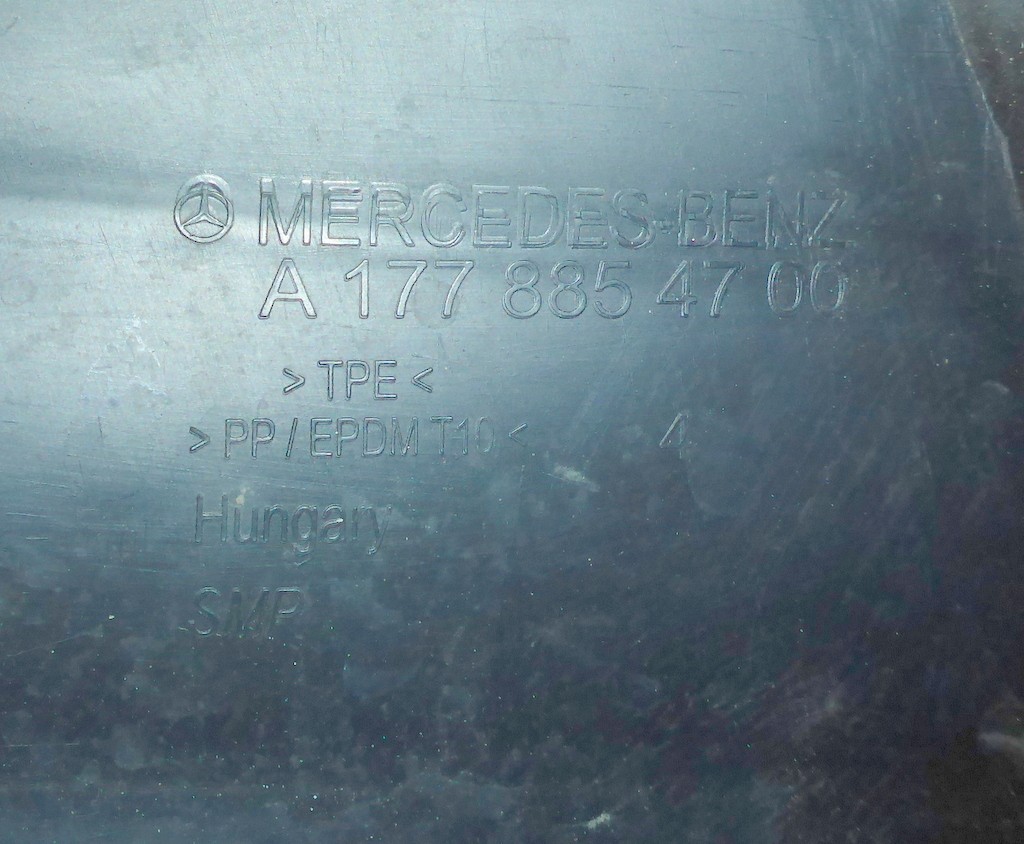 MERCEDES-BENZ
A 177 885 47 00
>TPE<
>PP/EPDM T10< 4
Hungary
SMP